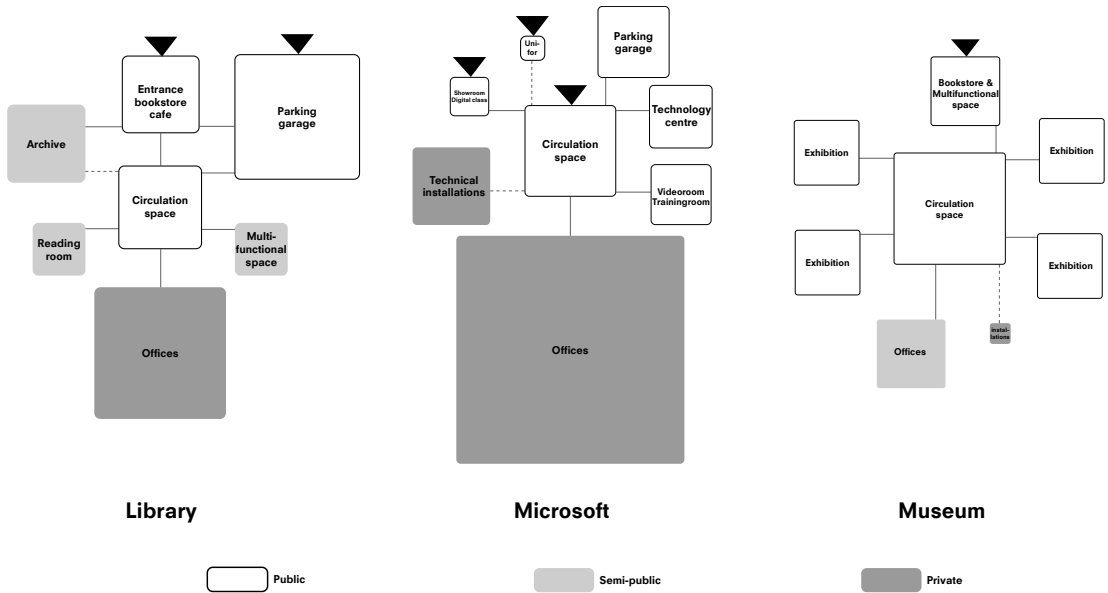 Entrance
bookstore
cafe
Parking
garage
Archive
Circulation
space
Reading
room
Multi-
functional
space
Offices
Library
Uni-
for
Parking
garage
Showroom
Digital class
Technology
centre
Circulation
space
Technical
installations
Videoroom
Trainingroom
Offices
Microsoft
Bookstore &
Multifunctional
space
Exhibition
Exhibition
Circulation
space
Exhibition
Exhibition
Offices
instal-
lations
Museum
Public
Semi-public
Private